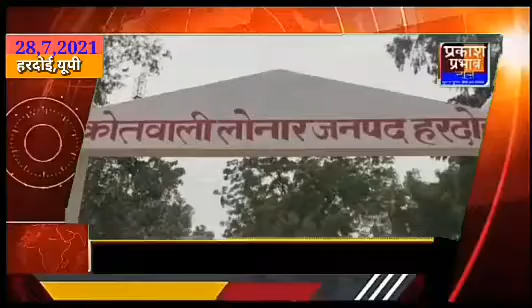 28,7,2021
हरदोई,यूपी
प्रकाश
प्रभाव
न्यूज़
कोतवाली लोनार जनपद हरदो